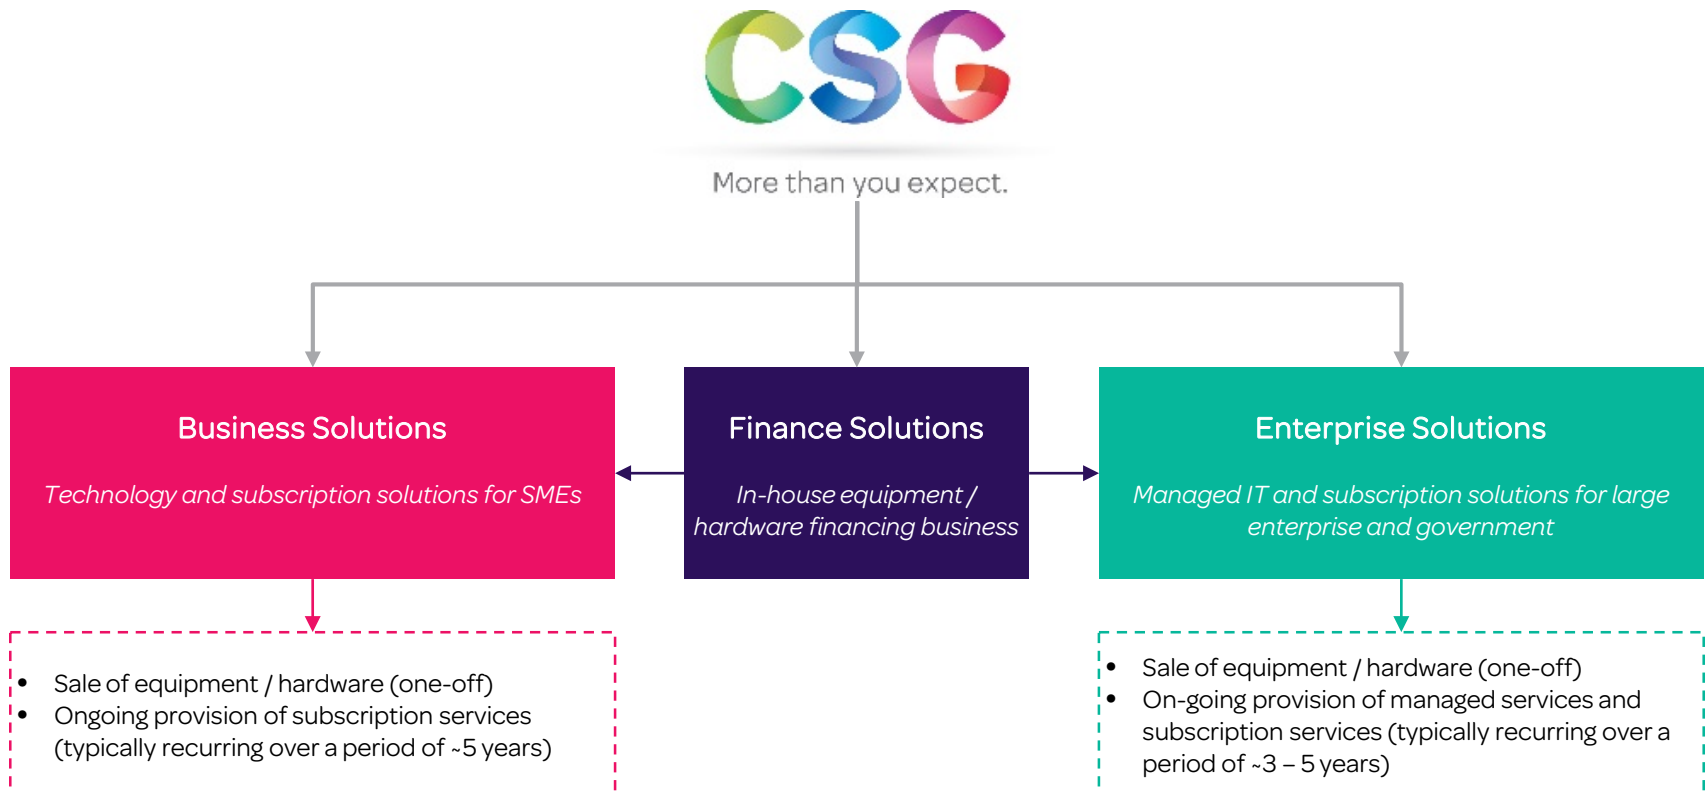 CSG
More than you expect.
Business Solutions
Technology and subscription solutions for SMEs
Finance Solutions
In-house equipment /
hardware financing business
Enterprise Solutions
Managed IT and subscription solutions for large
enterprise and government
• Sale of equipment / hardware (one-off)
• Ongoing provision of subscription services
(typically recurring over a period of ~5 years)
• Sale of equipment / hardware (one-off)
• On-going provision of managed services and
subscription services (typically recurring over a
period of ~3 – 5 years)